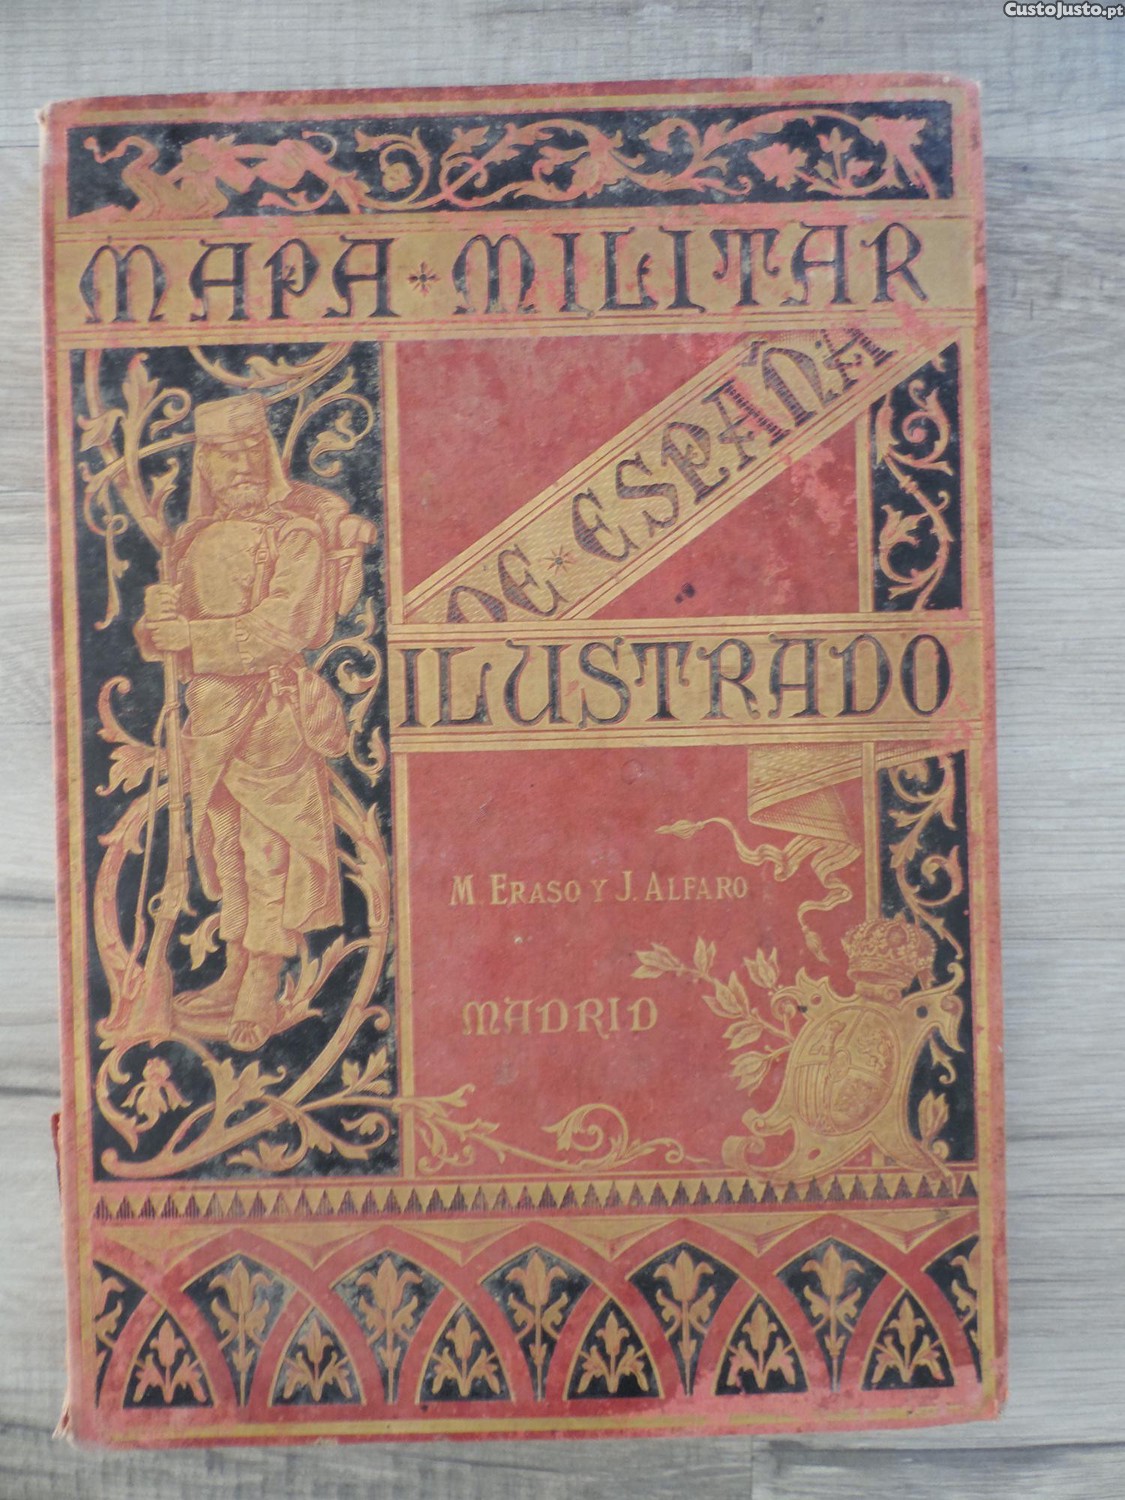 CustoJusto.pt
MAPA MILITAR
DE ESPAÑA
ILUSTRADO
M. ERASO Y J. ALFARO
MADRID